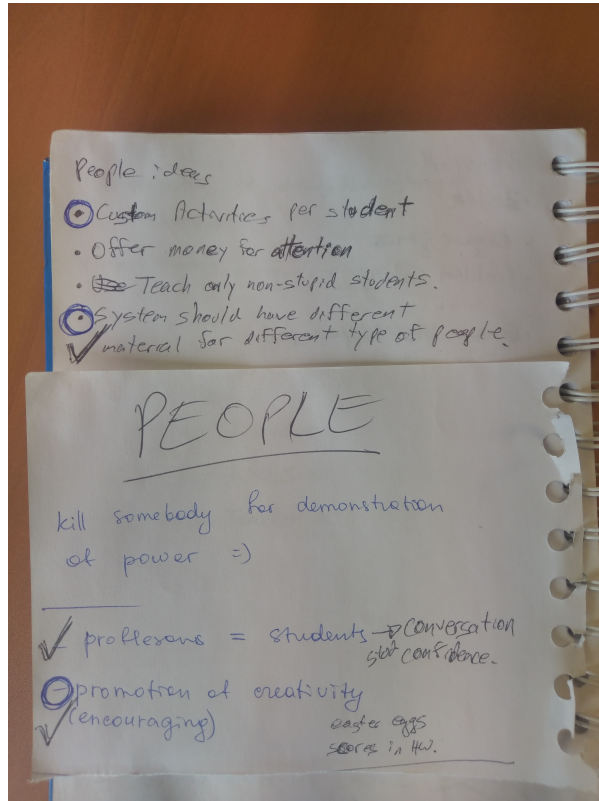 People ideas
• Custom Activities per student
• Offer money for attention
• Teach only non-stupid students.
• System should have different
✓ material for different type of people.
PEOPLE
kill somebody for demonstration
of power =)
✓ - proffesors = students → conversation
confidence.
- promotion of creativity
✓ (encouraging)
easter eggs
scores in HW.